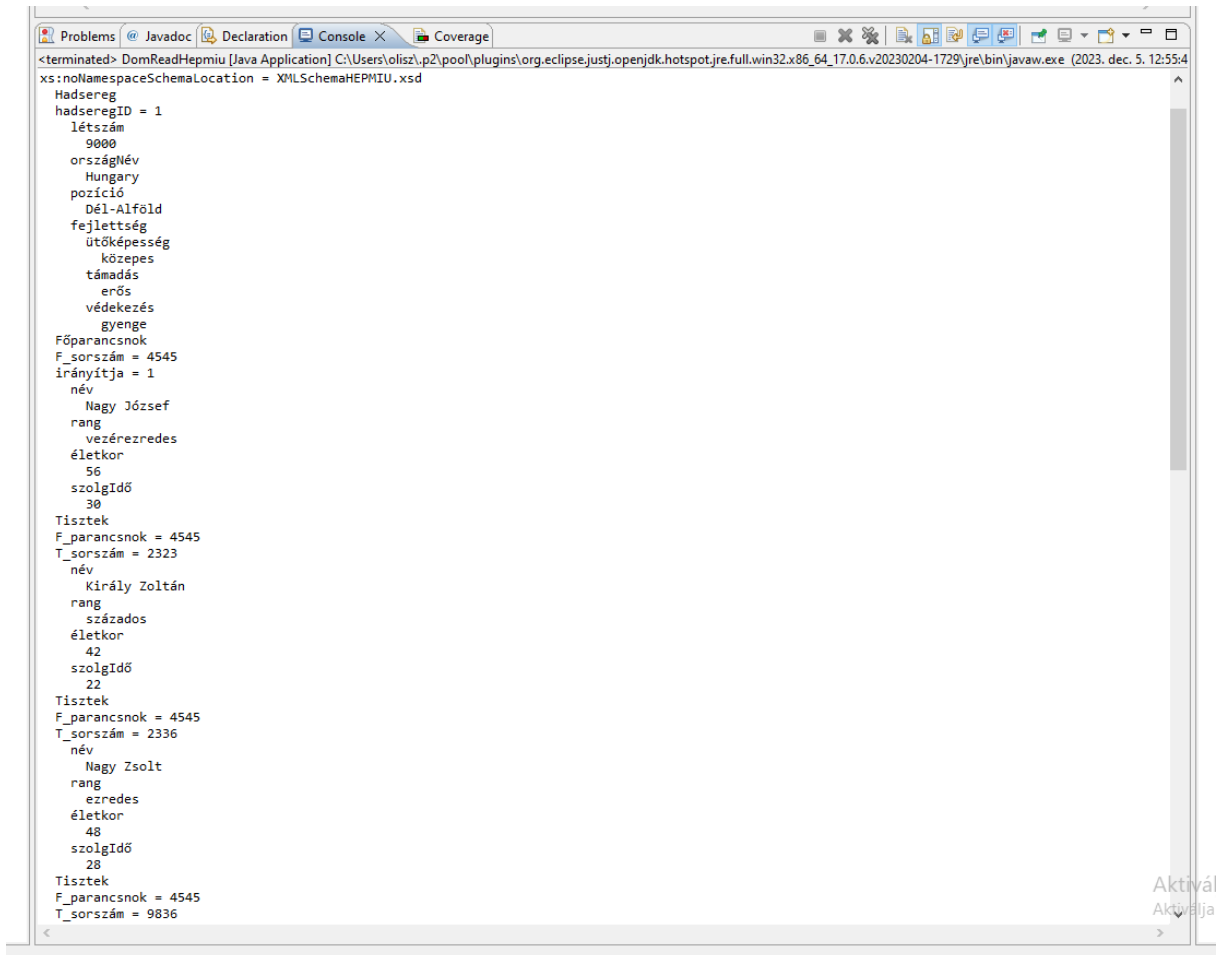 Problems @ Javadoc Declaration Console Coverage
<terminated> DomReadHepmiu [Java Application] C:\Users\olisz\.p2\pool\plugins\org.eclipse.justj.openjdk.hotspot.jre.full.win32.x86_64_17.0.6.v20230204-1729\jre\bin\javaw.exe (2023. dec. 5. 12:55:4
xs:noNamespaceSchemaLocation = XMLSchemaHEPMIU.xsd
Hadsereg
hadseregID = 1
létszám
9000
országNév
Hungary
pozíció
Dél-Alföld
fejlettség
ütőképesség
közepes
támadás
erős
védekezés
gyenge
Főparancsnok
F_sorszám = 4545
irányítja = 1
név
Nagy József
rang
vezérezredes
életkor
56
szolgIdő
30
Tisztek
F_parancsnok = 4545
T_sorszám = 2323
név
Király Zoltán
rang
százados
életkor
42
szolgIdő
22
Tisztek
F_parancsnok = 4545
T_sorszám = 2336
név
Nagy Zsolt
rang
ezredes
életkor
48
szolgIdő
28
Tisztek
F_parancsnok = 4545
T_sorszám = 9836
Aktivál
Aktiválja